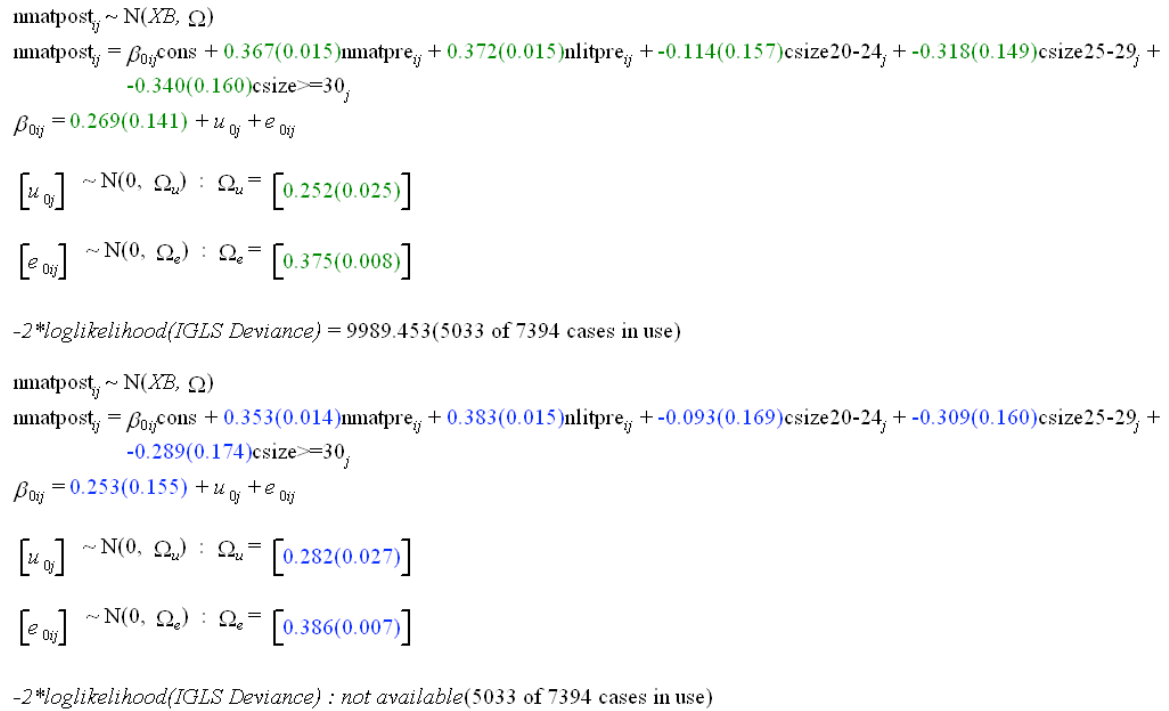 nmatpost_ij ~ N(XB, Ω)
nmatpost_ij = β_0ij cons + 0.367(0.015)nmatpre_ij + 0.372(0.015)nlitpre_ij + -0.114(0.157)csize20-24_j + -0.318(0.149)csize25-29_j +
-0.340(0.160)csize>=30_j
β_0ij = 0.269(0.141) + u_0j + e_0ij
[u_0j] ~ N(0, Ω_u) : Ω_u = [0.252(0.025)]
[e_0ij] ~ N(0, Ω_e) : Ω_e = [0.375(0.008)]
-2*loglikelihood(IGLS Deviance) = 9989.453(5033 of 7394 cases in use)
nmatpost_ij ~ N(XB, Ω)
nmatpost_ij = β_0ij cons + 0.353(0.014)nmatpre_ij + 0.383(0.015)nlitpre_ij + -0.093(0.169)csize20-24_j + -0.309(0.160)csize25-29_j +
-0.289(0.174)csize>=30_j
β_0ij = 0.253(0.155) + u_0j + e_0ij
[u_0j] ~ N(0, Ω_u) : Ω_u = [0.282(0.027)]
[e_0ij] ~ N(0, Ω_e) : Ω_e = [0.386(0.007)]
-2*loglikelihood(IGLS Deviance) : not available(5033 of 7394 cases in use)